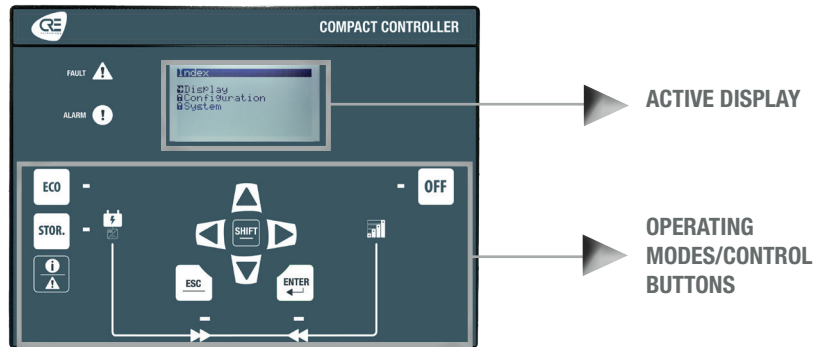 CRE
COMPACT CONTROLLER
FAULT
ALARM
Index
Display
Configuration
System
ACTIVE DISPLAY
ECO
OFF
STOR.
SHIFT
ESC
ENTER
OPERATING
MODES/CONTROL
BUTTONS